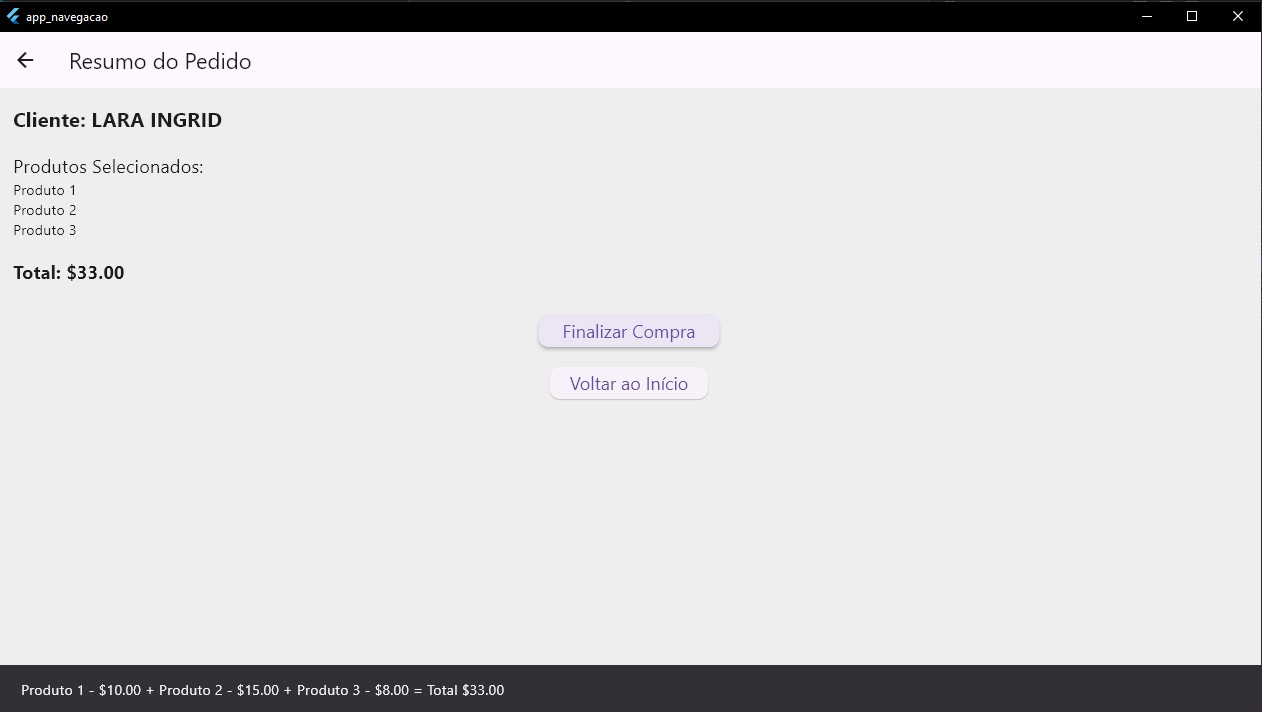 app_navegacao
Resumo do Pedido
Cliente: LARA INGRID
Produtos Selecionados:
Produto 1
Produto 2
Produto 3
Total: $33.00
Finalizar Compra
Voltar ao Início
Produto 1 - $10.00 + Produto 2 - $15.00 + Produto 3 - $8.00 = Total $33.00